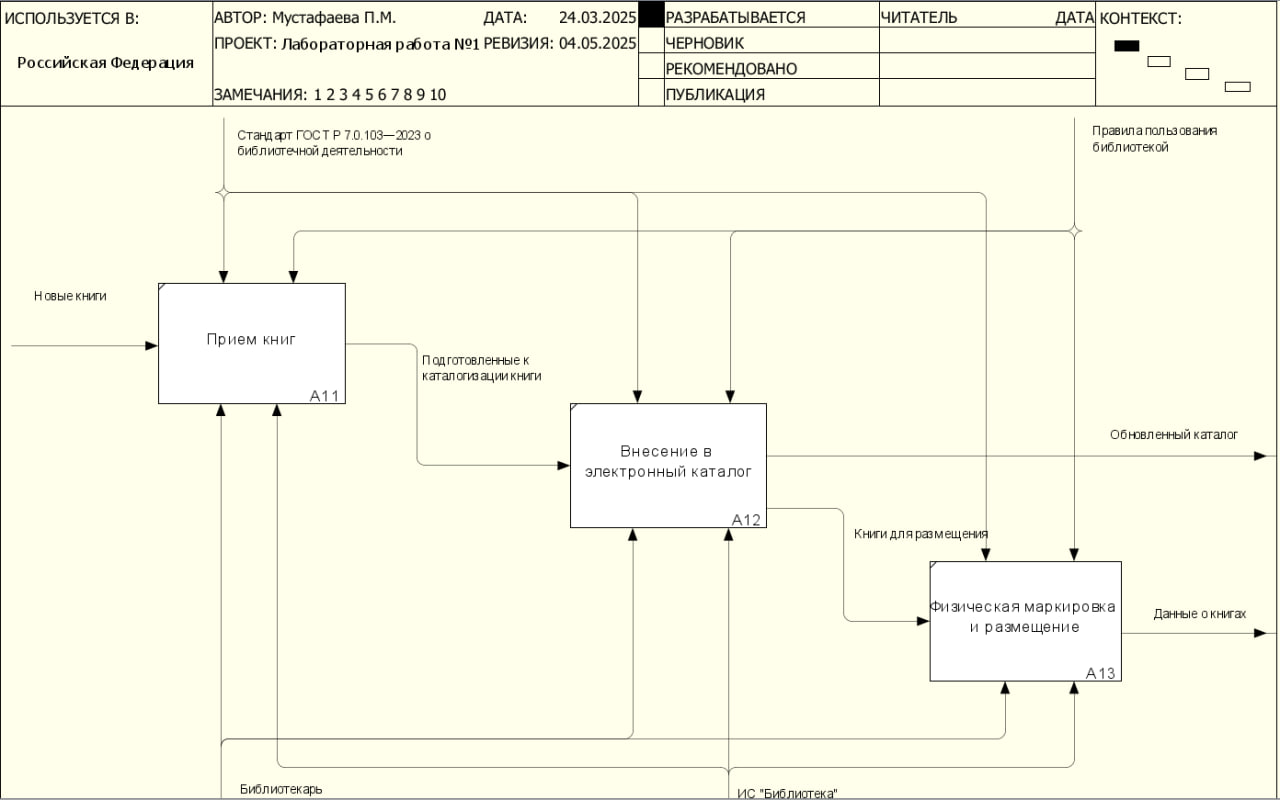 ИСПОЛЬЗУЕТСЯ В:
Российская Федерация
АВТОР: Мустафаева П.М.
ДАТА: 24.03.2025
ПРОЕКТ: Лабораторная работа №1
РЕВИЗИЯ: 04.05.2025
ЗАМЕЧАНИЯ: 1 2 3 4 5 6 7 8 9 10
РАЗРАБАТЫВАЕТСЯ
ЧЕРНОВИК
РЕКОМЕНДОВАНО
ПУБЛИКАЦИЯ
ЧИТАТЕЛЬ
ДАТА
КОНТЕКСТ:
Стандарт ГОСТ Р 7.0.103—2023 о
библиотечной деятельности
Правила пользования
библиотекой
Новые книги
Прием книг
A11
Подготовленные к
каталогизации книги
Внесение в
электронный каталог
A12
Обновленный каталог
Книги для размещения
Физическая маркировка
и размещение
A13
Данные о книгах
Библиотекарь
ИС "Библиотека"